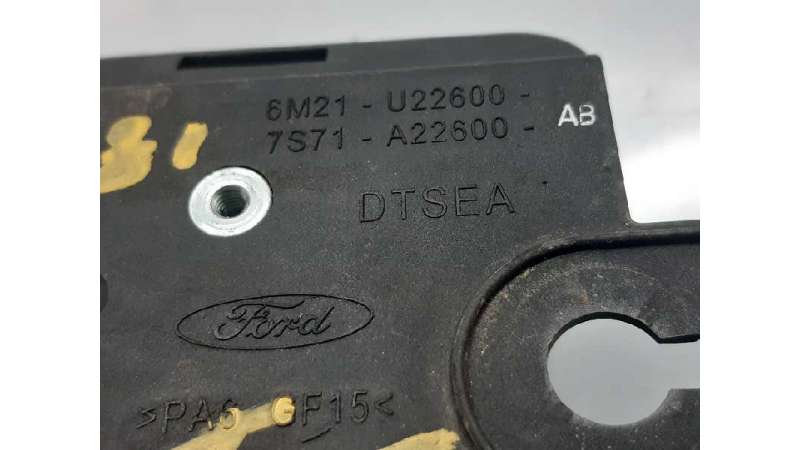 6M21 - U22600 -
7S71 - A22600 - AB
DTSEA
Ford
>PA6 GF15<